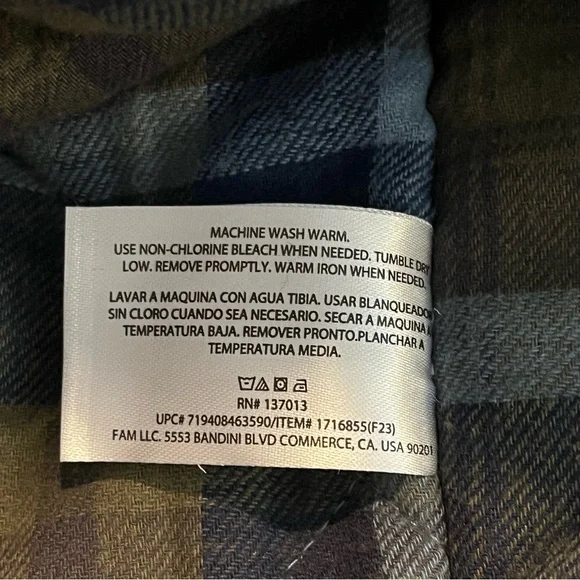 MACHINE WASH WARM.
USE NON-CHLORINE BLEACH WHEN NEEDED. TUMBLE DRY
LOW. REMOVE PROMPTLY. WARM IRON WHEN NEEDED.
LAVAR A MAQUINA CON AGUA TIBIA. USAR BLANQUEADOR
SIN CLORO CUANDO SEA NECESARIO. SECAR A MAQUINA A
TEMPERATURA BAJA. REMOVER PRONTO.PLANCHAR A
TEMPERATURA MEDIA.
RN# 137013
UPC# 719408463590/ITEM# 1716855(F23)
FAM LLC. 5553 BANDINI BLVD COMMERCE, CA. USA 90201